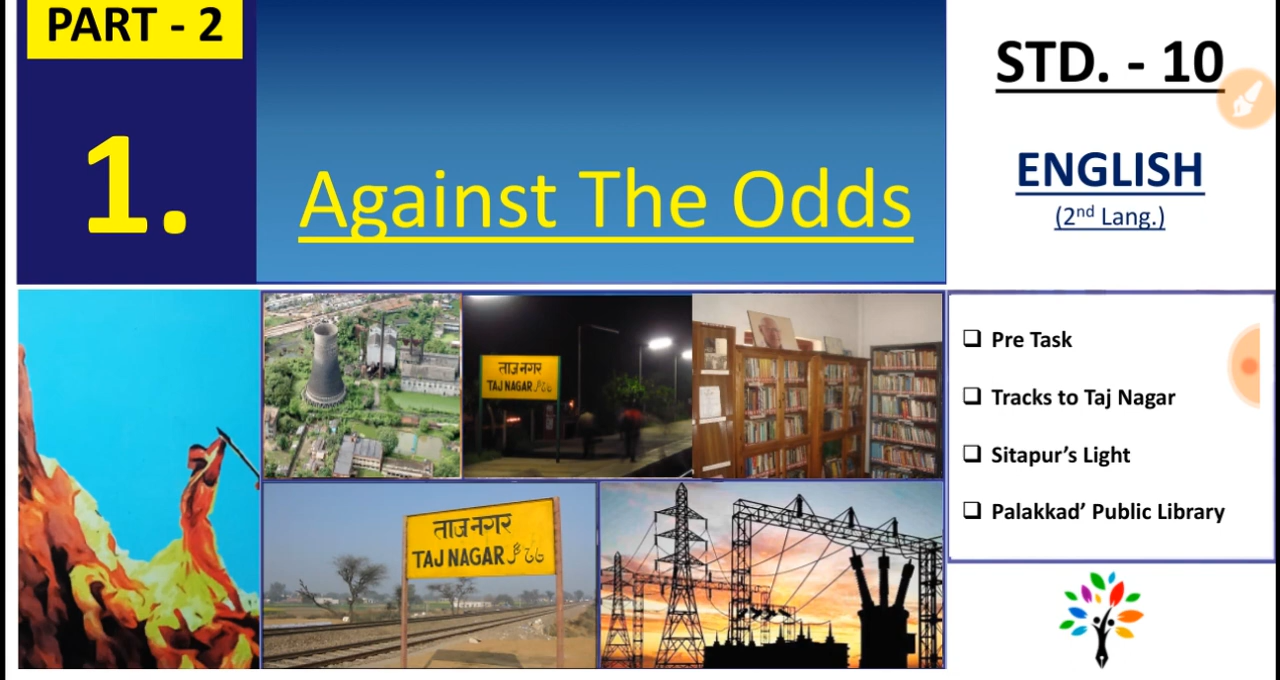 PART - 2
1.
Against The Odds
STD. - 10
ENGLISH
(2nd Lang.)
ताज नगर
TAJ NAGAR
ताज नगर
TAJ NAGAR
❑ Pre Task
❑ Tracks to Taj Nagar
❑ Sitapur’s Light
❑ Palakkad’ Public Library